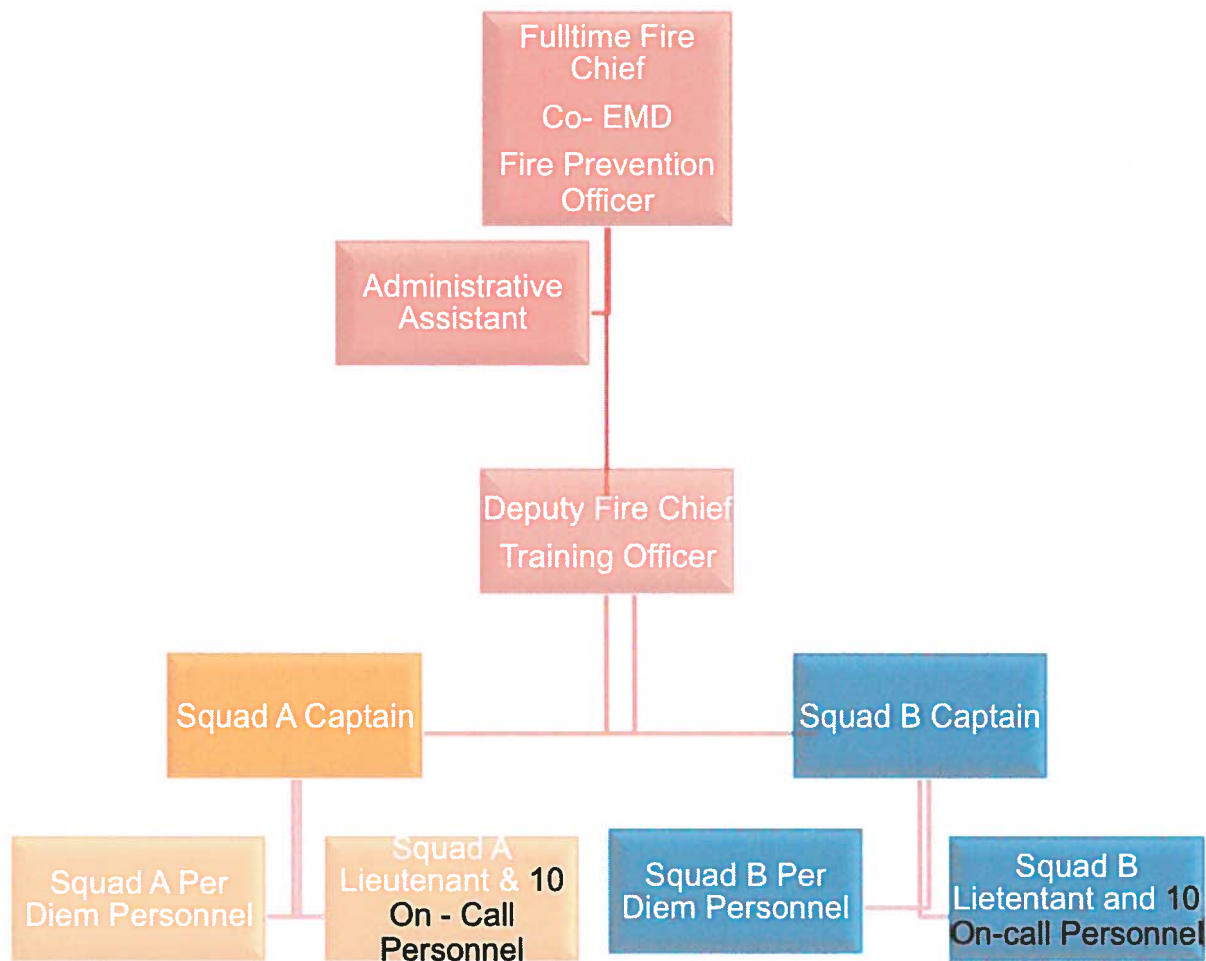 Fulltime Fire
Chief
Co- EMD
Fire Prevention
Officer
Administrative
Assistant
Deputy Fire Chief
Training Officer
Squad A Captain
Squad B Captain
Squad A Per
Diem Personnel
Squad A
Lieutenant & 10
On - Call
Personnel
Squad B Per
Diem Personnel
Squad B
Lietentant and 10
On-call Personnel